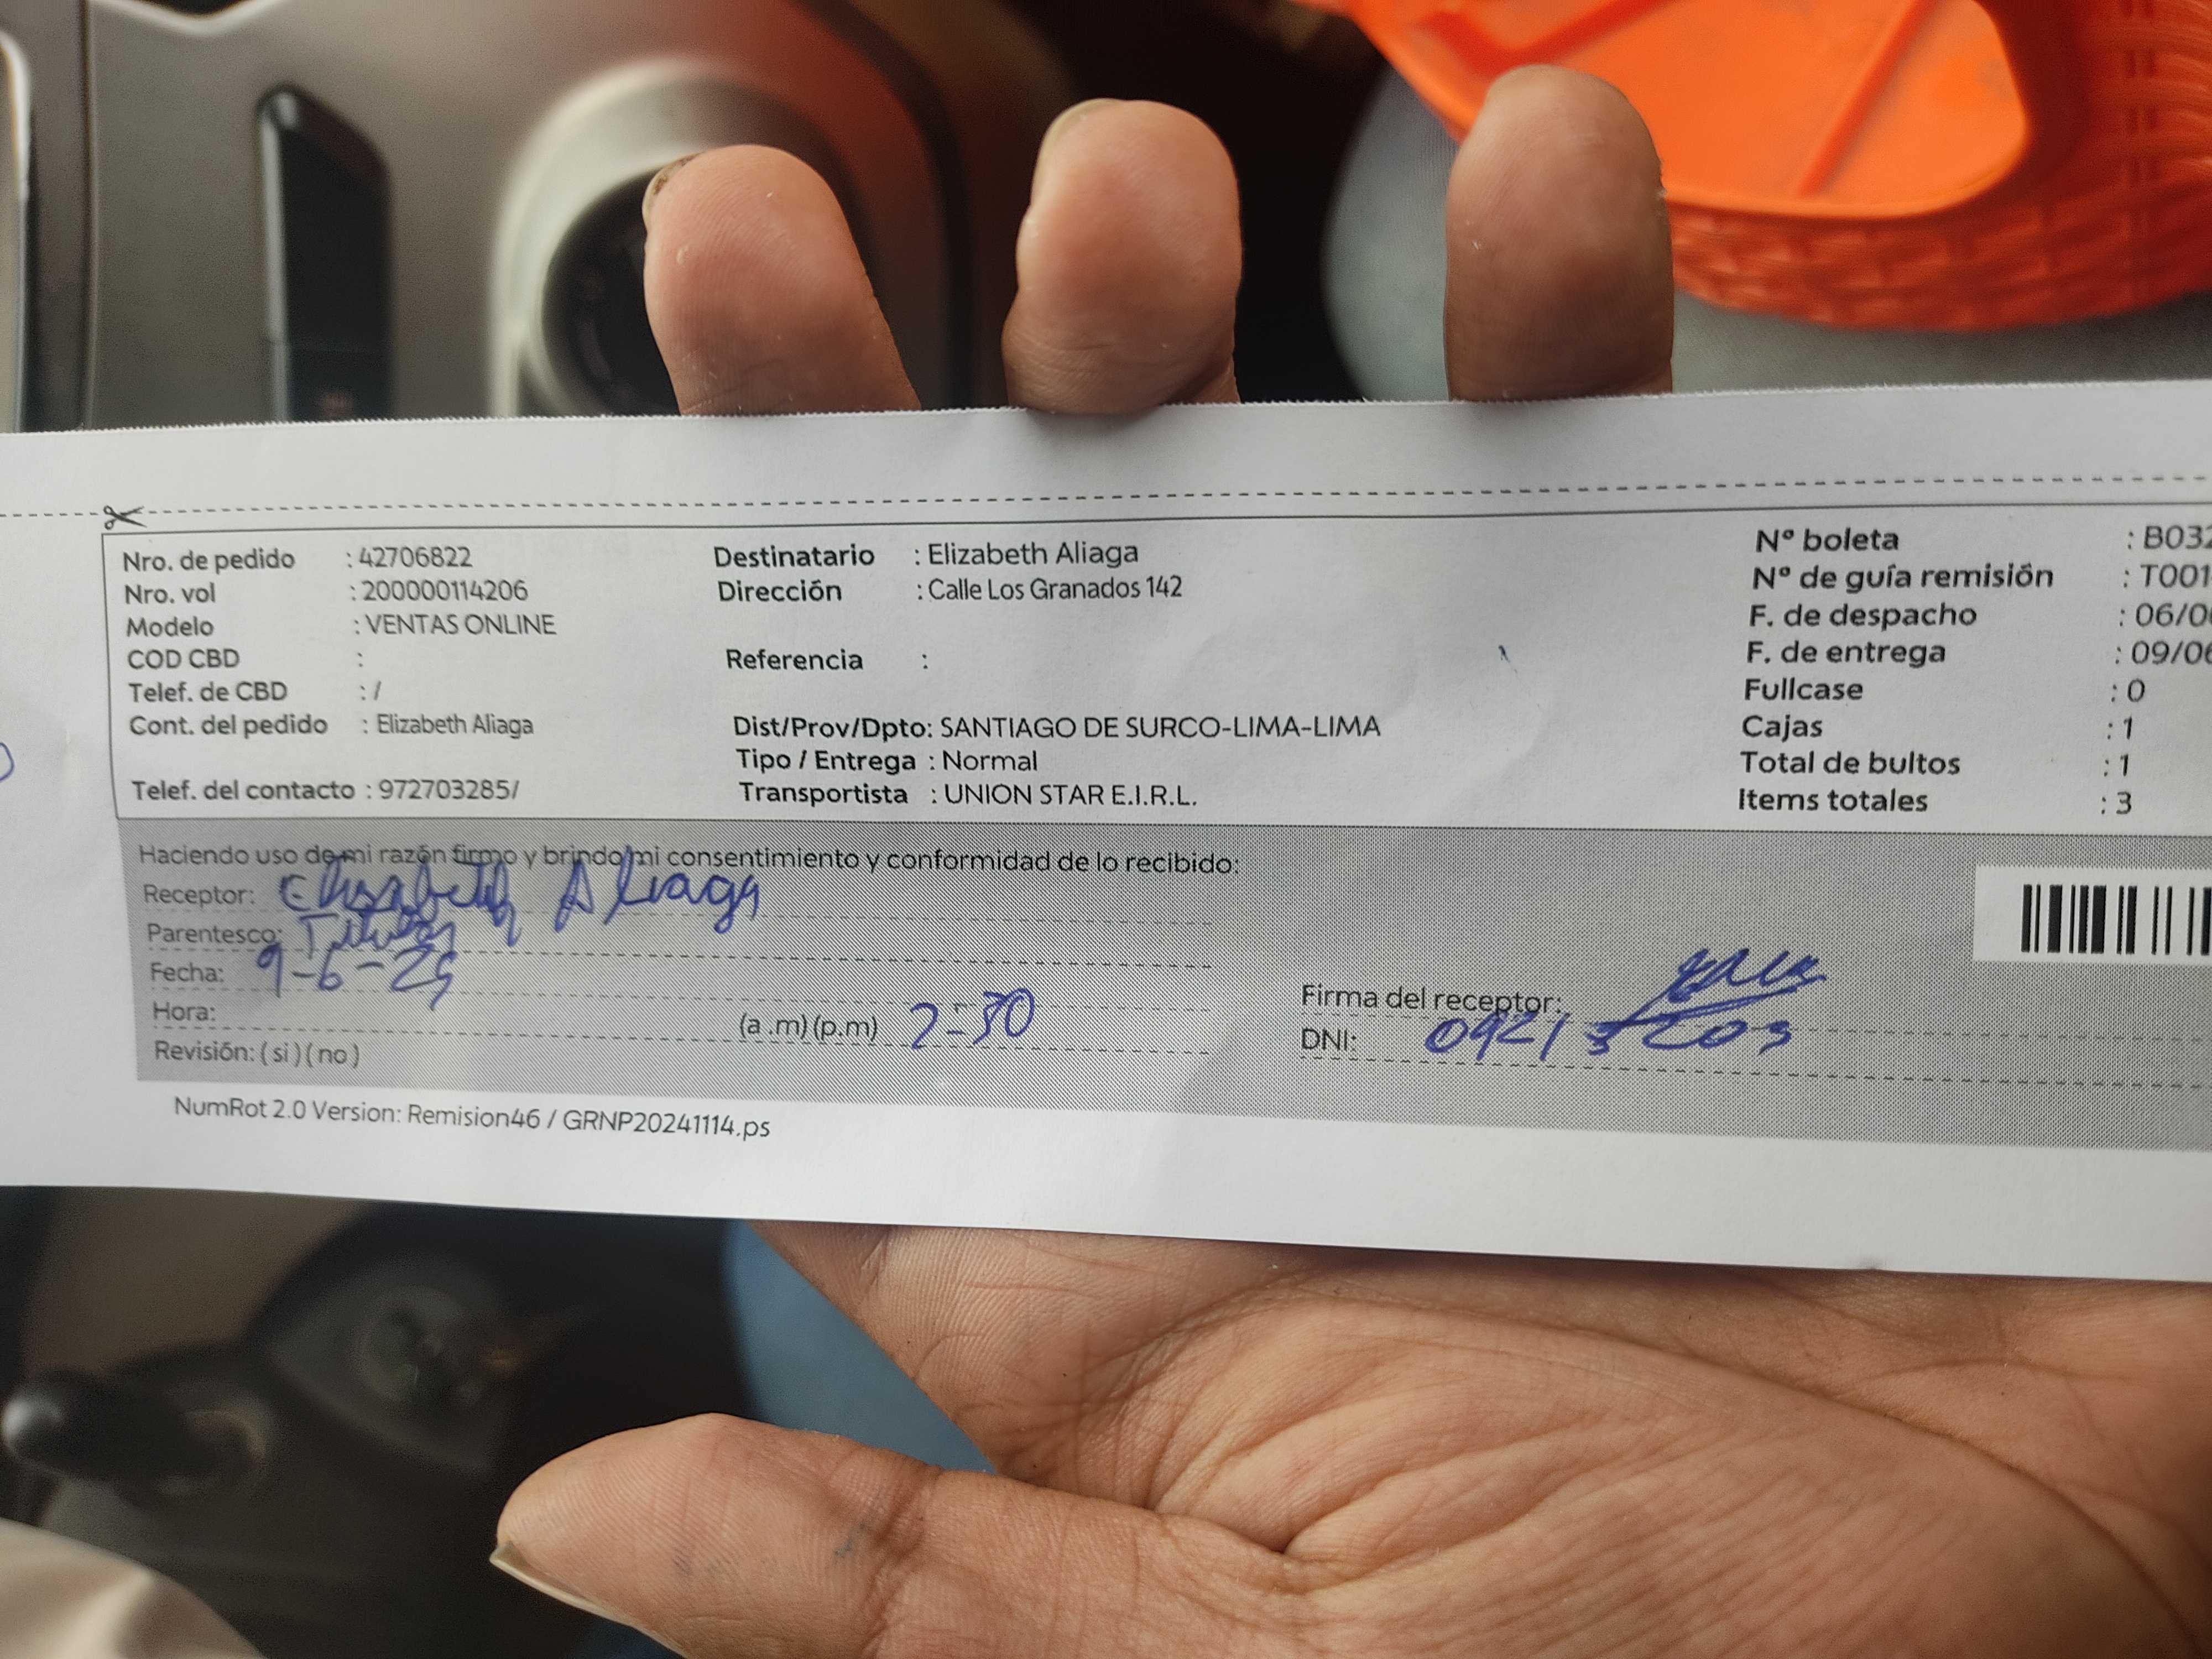 Nro. de pedido : 42706822
Nro. vol : 200000114206
Modelo : VENTAS ONLINE
COD CBD :
Telef. de CBD : /
Cont. del pedido : Elizabeth Aliaga
Telef. del contacto : 972703285/
Destinatario : Elizabeth Aliaga
Dirección : Calle Los Granados 142
Referencia :
Dist/Prov/Dpto: SANTIAGO DE SURCO-LIMA-LIMA
Tipo / Entrega : Normal
Transportista : UNION STAR E.I.R.L.
Nº boleta : B032
Nº de guía remisión : T001
F. de despacho : 06/0
F. de entrega : 09/06
Fullcase : 0
Cajas : 1
Total de bultos : 1
Items totales : 3
Haciendo uso de mi razón firmo y brindo mi consentimiento y conformidad de lo recibido:
Receptor: Elizabeth Aliaga
Parentesco: Titular
Fecha: 9-6-25
Hora: (a.m)(p.m) 2-30
Revisión: (si)(no)
Firma del receptor:
DNI:
NumRot 2.0 Version: Remision46 / GRNP20241114.ps